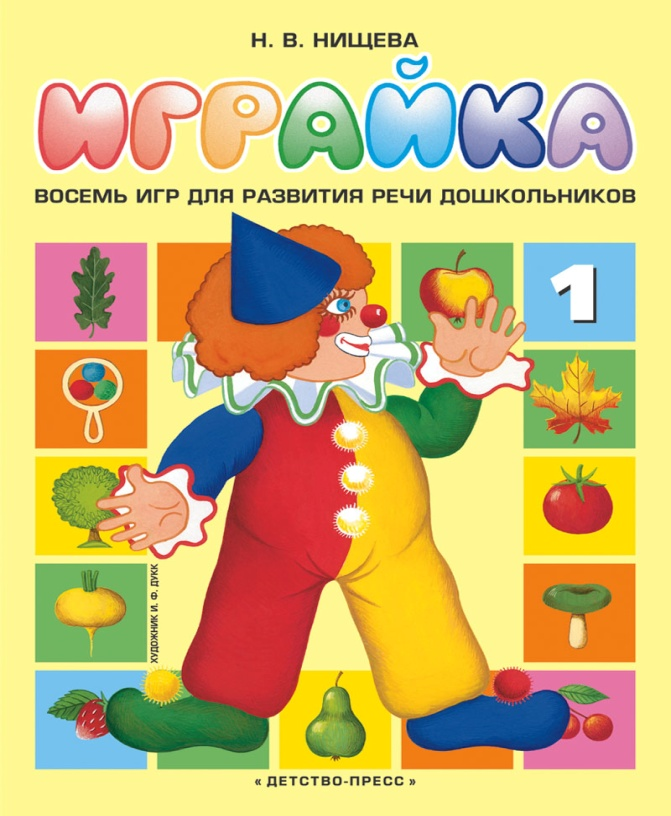 Н. В. НИЩЕВА
ИГРАЙКА
ВОСЕМЬ ИГР ДЛЯ РАЗВИТИЯ РЕЧИ ДОШКОЛЬНИКОВ
1
ХУДОЖНИК И. Ф. ДУКК
« ДЕТСТВО-ПРЕСС »